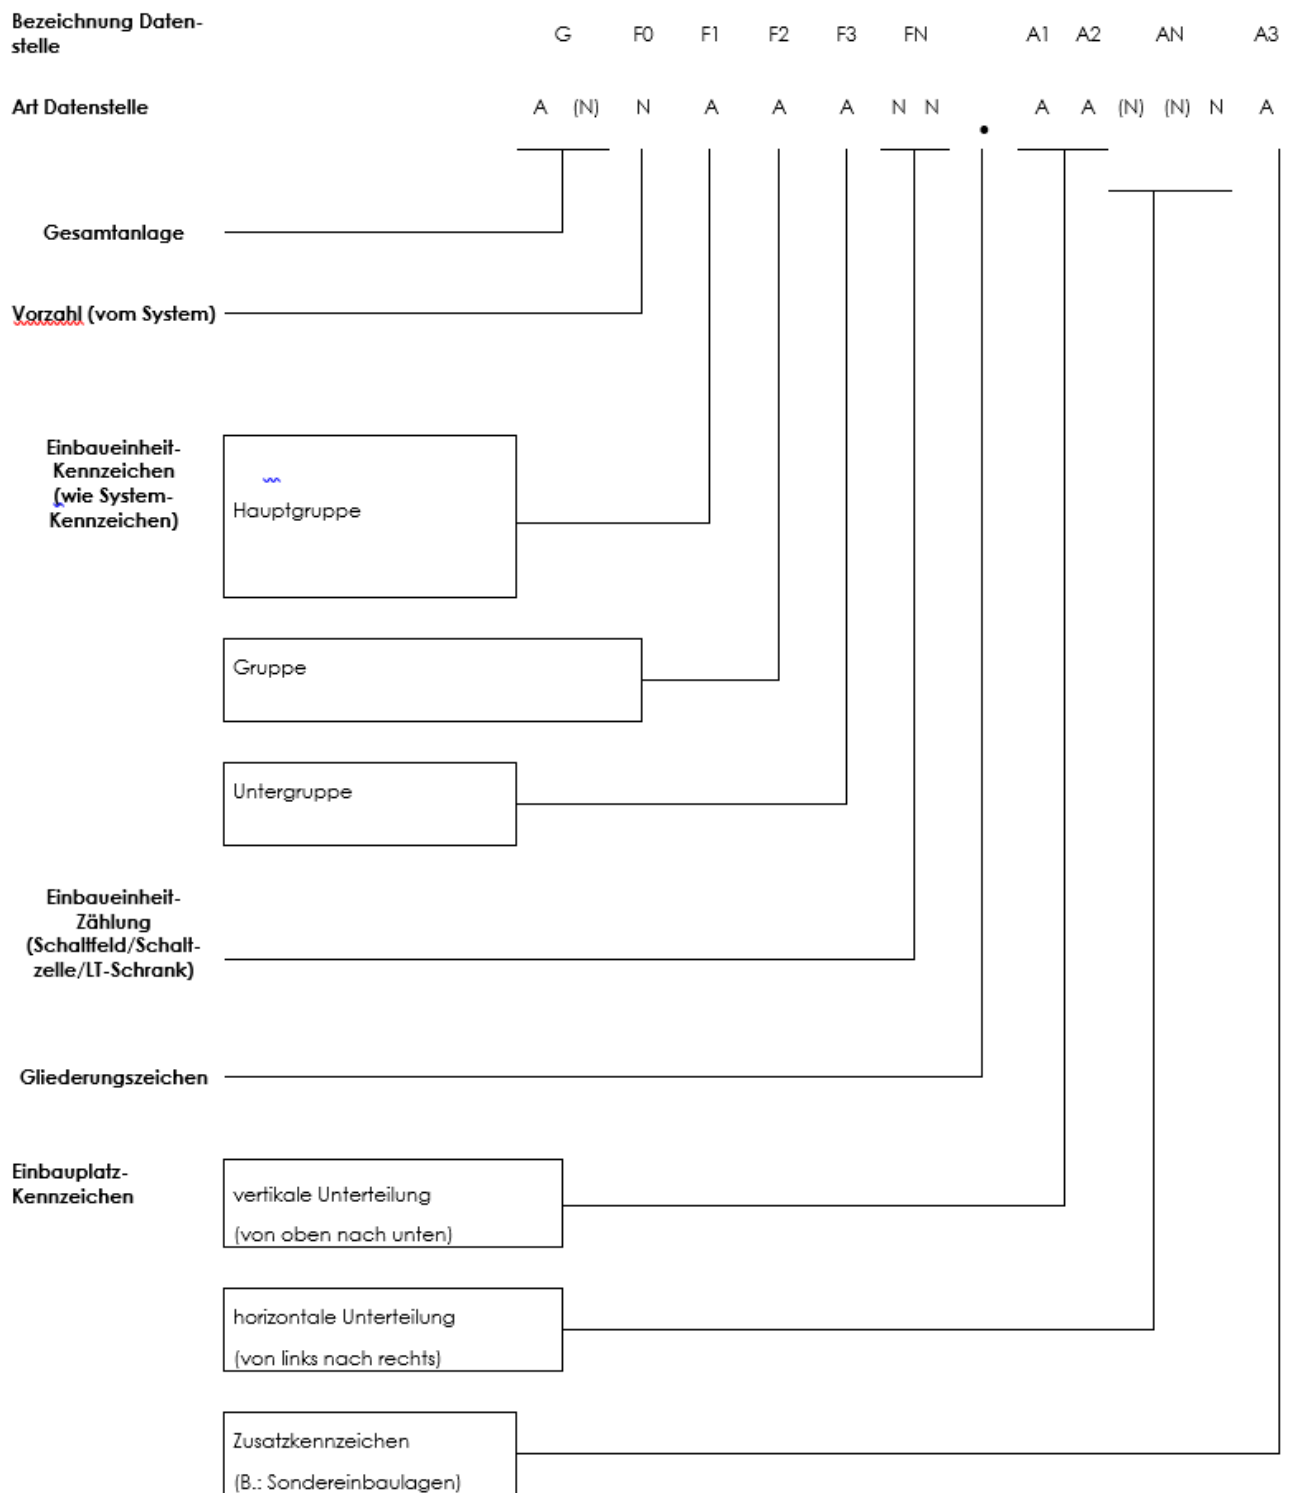 Bezeichnung Daten-
stelle
G F0 F1 F2 F3 FN A1 A2 AN A3
Art Datenstelle A (N) N A A A N N • A A (N) (N) N A
Gesamtanlage
Vorzahl (vom System)
Einbaueinheit-
Kennzeichen
(wie System-
Kennzeichen)
Hauptgruppe
Gruppe
Untergruppe
Einbaueinheit-
Zählung
(Schaltfeld/Schalt-
zelle/LT-Schrank)
Gliederungszeichen
Einbauplatz-
Kennzeichen
vertikale Unterteilung
(von oben nach unten)
horizontale Unterteilung
(von links nach rechts)
Zusatzkennzeichen
(B.: Sondereinbaulagen)